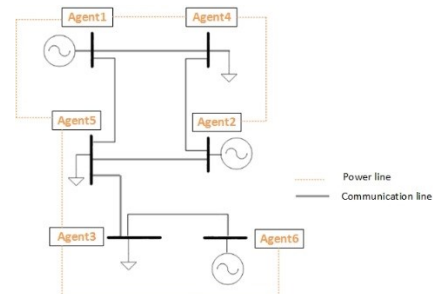 Agent1
Agent4
Agent5
Agent2
Power line
Communication line
Agent3
Agent6